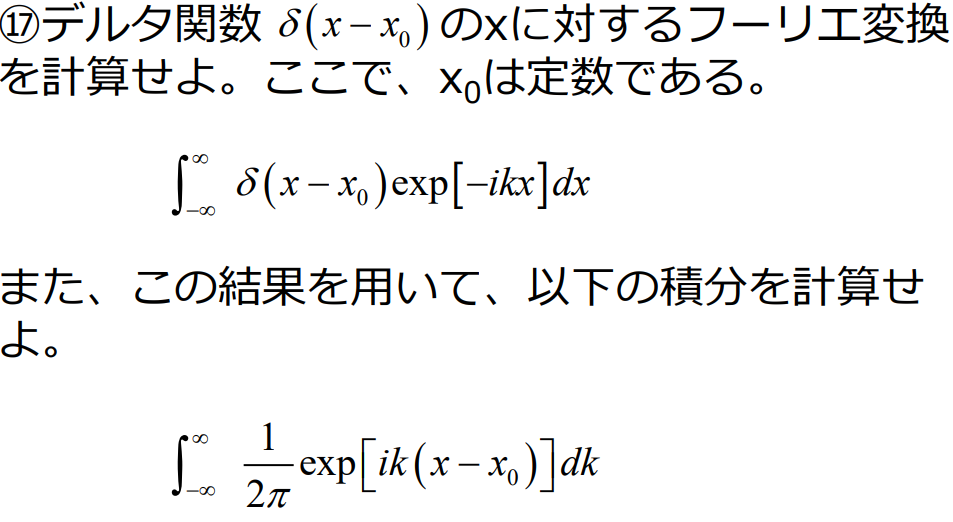 ⑰デルタ関数 δ(x − x₀) のxに対するフーリエ変換
を計算せよ。ここで、x₀は定数である。
∫_{-∞}^{∞} δ(x − x₀)exp[−ikx]dx
また、この結果を用いて、以下の積分を計算せ
よ。
∫_{-∞}^{∞} \frac{1}{2π} exp[ik(x − x₀)]dk